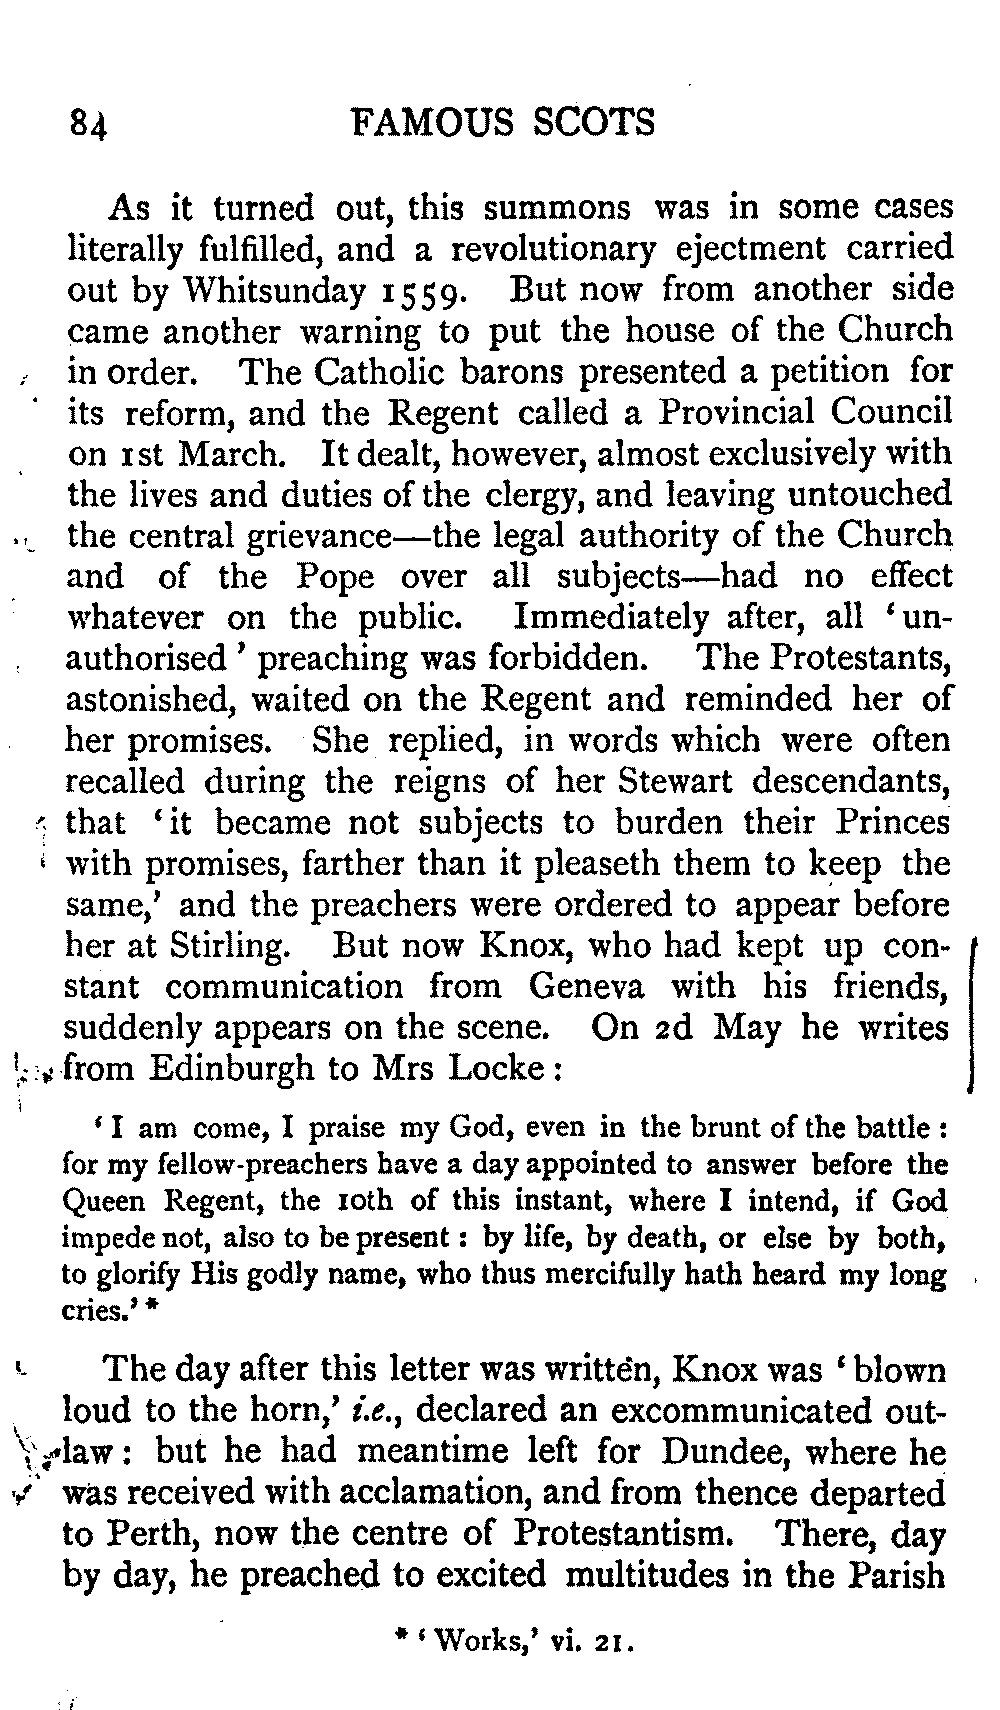 84 FAMOUS SCOTS
As it turned out, this summons was in some cases
literally fulfilled, and a revolutionary ejectment carried
out by Whitsunday 1559. But now from another side
came another warning to put the house of the Church
in order. The Catholic barons presented a petition for
its reform, and the Regent called a Provincial Council
on 1st March. It dealt, however, almost exclusively with
the lives and duties of the clergy, and leaving untouched
the central grievance—the legal authority of the Church
and of the Pope over all subjects—had no effect
whatever on the public. Immediately after, all ‘un-
authorised’ preaching was forbidden. The Protestants,
astonished, waited on the Regent and reminded her of
her promises. She replied, in words which were often
recalled during the reigns of her Stewart descendants,
that ‘it became not subjects to burden their Princes
with promises, farther than it pleaseth them to keep the
same,’ and the preachers were ordered to appear before
her at Stirling. But now Knox, who had kept up con-
stant communication from Geneva with his friends,
suddenly appears on the scene. On 2d May he writes
from Edinburgh to Mrs Locke:
‘I am come, I praise my God, even in the brunt of the battle:
for my fellow-preachers have a day appointed to answer before the
Queen Regent, the 10th of this instant, where I intend, if God
impede not, also to be present: by life, by death, or else by both,
to glorify His godly name, who thus mercifully hath heard my long
cries.’*
The day after this letter was written, Knox was ‘blown
loud to the horn,’ i.e., declared an excommunicated out-
law: but he had meantime left for Dundee, where he
was received with acclamation, and from thence departed
to Perth, now the centre of Protestantism. There, day
by day, he preached to excited multitudes in the Parish
* ‘Works,’ vi. 21.